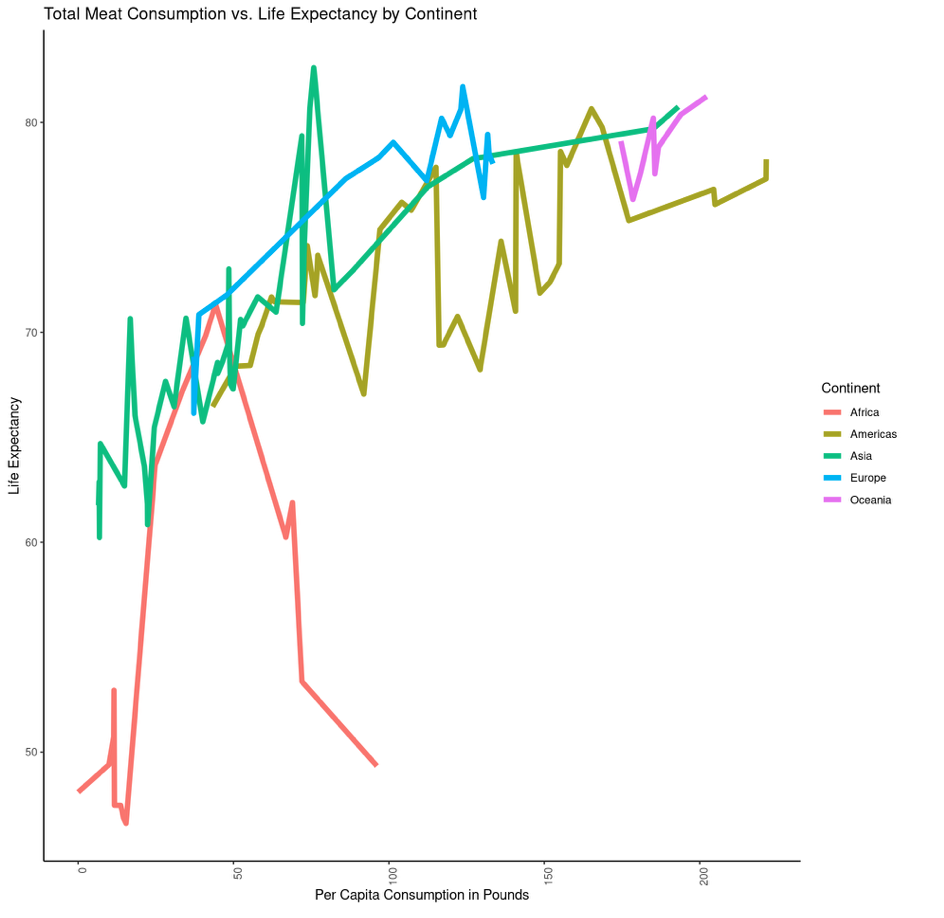 Total Meat Consumption vs. Life Expectancy by Continent
80
70
60
50
Life Expectancy
0
50
100
150
200
Per Capita Consumption in Pounds
Continent
Africa
Americas
Asia
Europe
Oceania